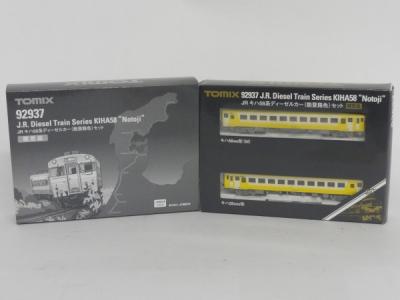 TOMIX
92937
J.R. Diesel Train Series KIHA58 "Notoji"
JR キハ58系ディーゼルカー(能登路色)セット
限定品
TOMIX
92937 J.R. Diesel Train Series KIHA58 "Notoji"
JR キハ58系ディーゼルカー(能登路色)セット 限定品